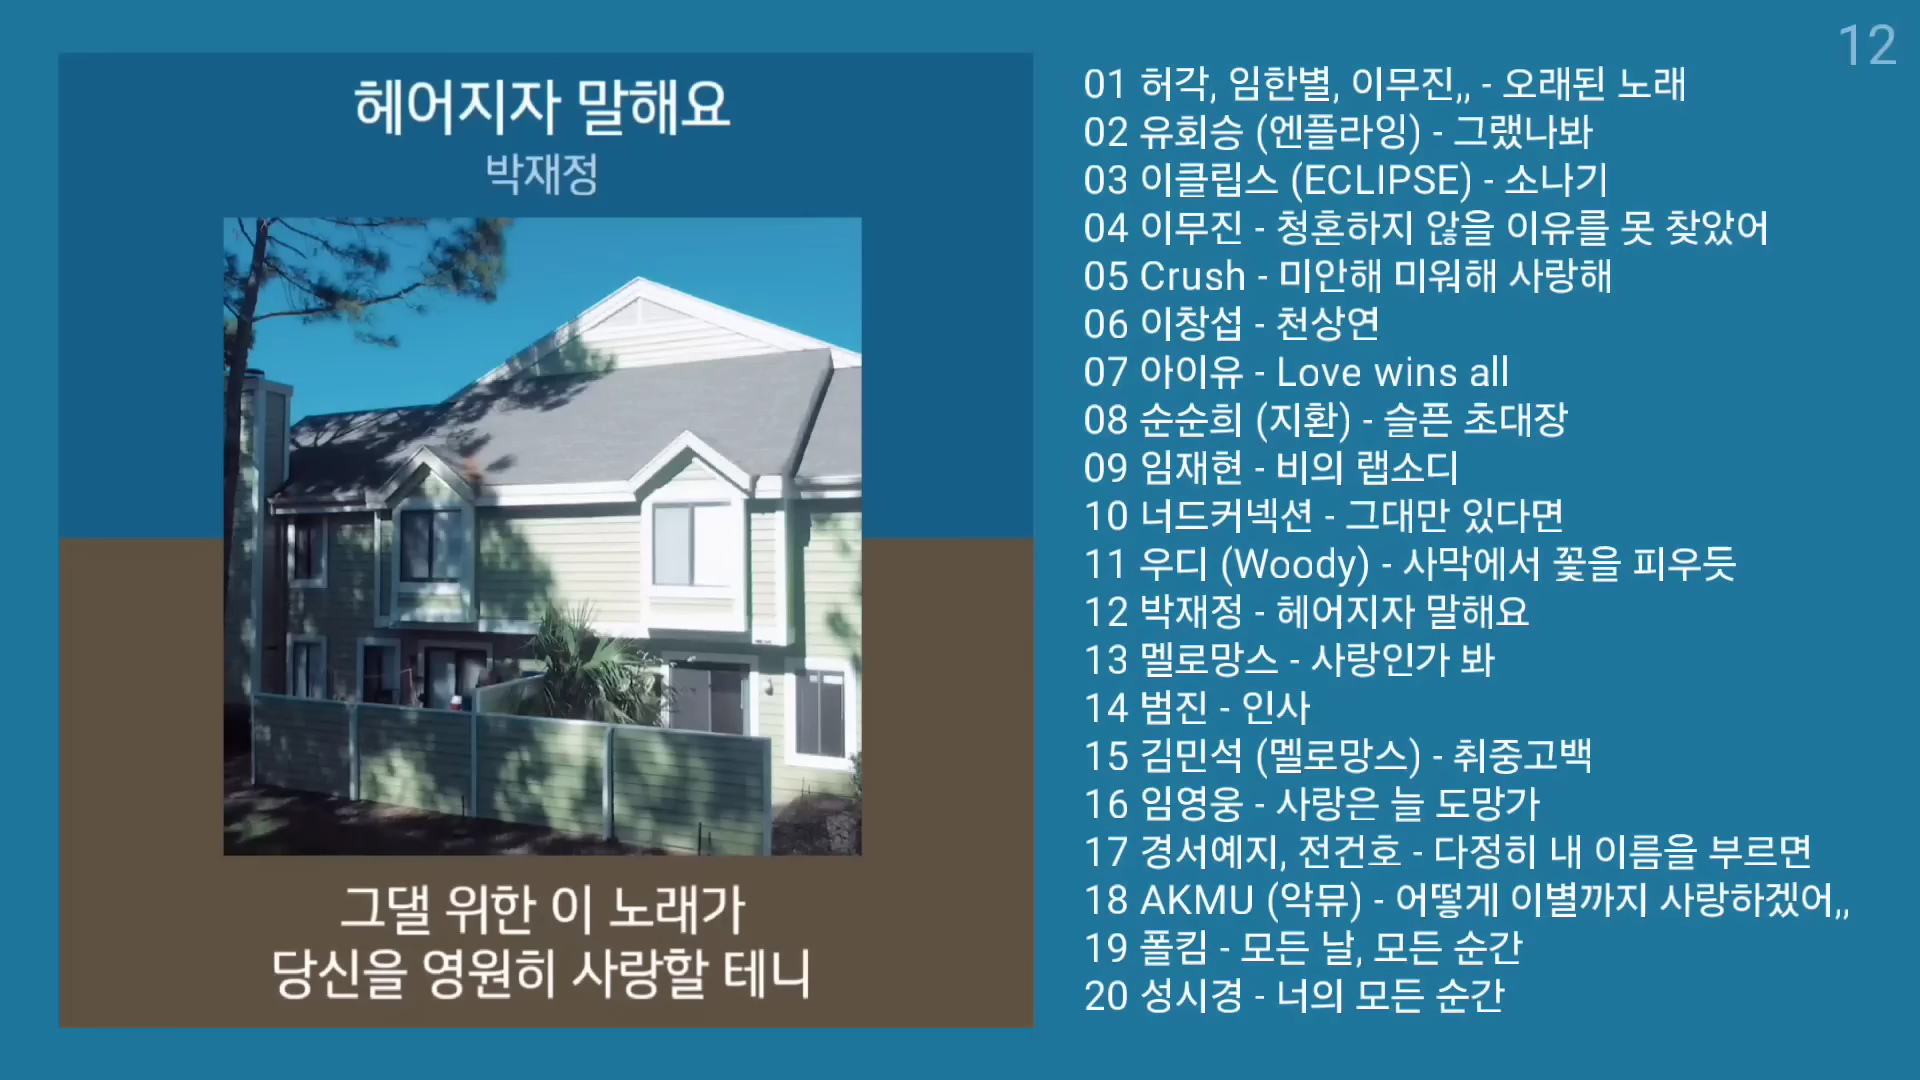 헤어지자 말해요
박재정
그댈 위한 이 노래가
당신을 영원히 사랑할 테니
12
01 허각, 임한별, 이무진,, - 오래된 노래
02 유회승 (엔플라잉) - 그랬나봐
03 이클립스 (ECLIPSE) - 소나기
04 이무진 - 청혼하지 않을 이유를 못 찾았어
05 Crush - 미안해 미워해 사랑해
06 이창섭 - 천상연
07 아이유 - Love wins all
08 순순희 (지환) - 슬픈 초대장
09 임재현 - 비의 랩소디
10 너드커넥션 - 그대만 있다면
11 우디 (Woody) - 사막에서 꽃을 피우듯
12 박재정 - 헤어지자 말해요
13 멜로망스 - 사랑인가 봐
14 범진 - 인사
15 김민석 (멜로망스) - 취중고백
16 임영웅 - 사랑은 늘 도망가
17 경서예지, 전건호 - 다정히 내 이름을 부르면
18 AKMU (악뮤) - 어떻게 이별까지 사랑하겠어,,
19 폴킴 - 모든 날, 모든 순간
20 성시경 - 너의 모든 순간